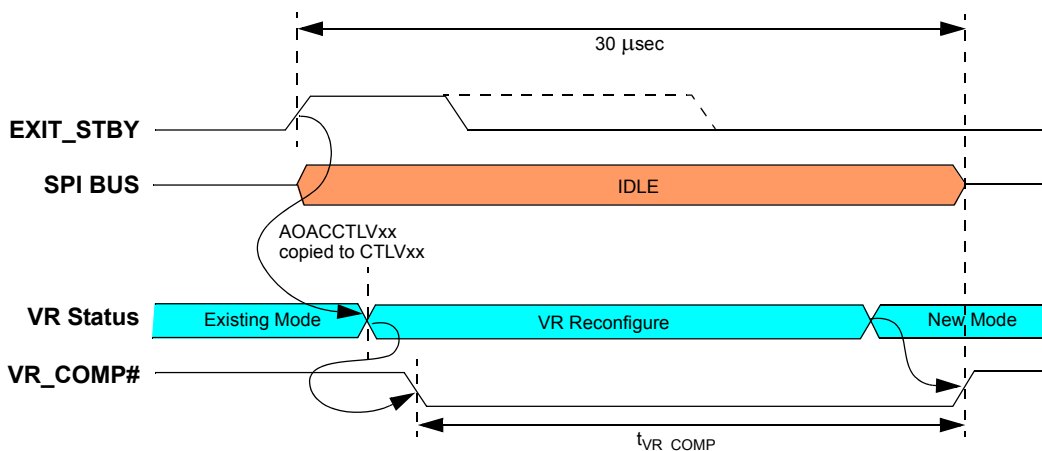 30 μsec
EXIT_STBY
SPI BUS
IDLE
AOACCTLVxx
copied to CTLVxx
VR Status
Existing Mode
VR Reconfigure
New Mode
VR_COMP#
tVR_COMP